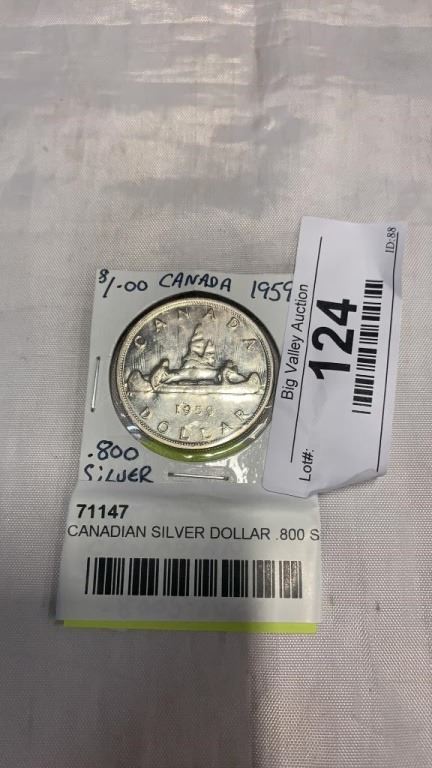 $1.00 CANADA 1959
CANADA
1959
DOLLAR
.800
SILVER
71147
CANADIAN SILVER DOLLAR .800 S
Big Valley Auction
124
Lot#:
ID:88